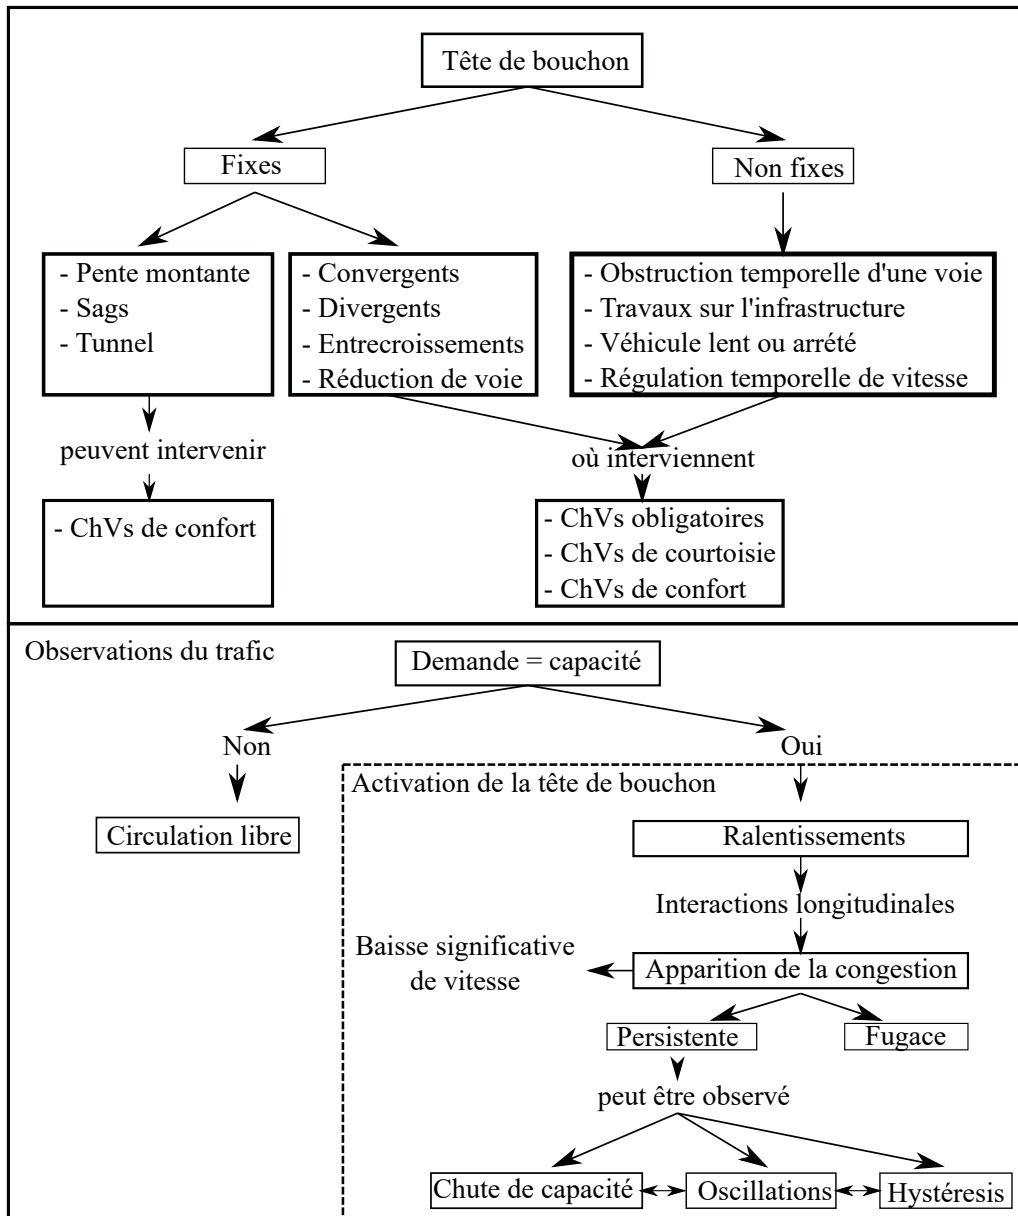 Tête de bouchon
Fixes
Non fixes
- Pente montante
- Sags
- Tunnel
- Convergents
- Divergents
- Entrecroissements
- Réduction de voie
- Obstruction temporelle d'une voie
- Travaux sur l'infrastructure
- Véhicule lent ou arrété
- Régulation temporelle de vitesse
peuvent intervenir
où interviennent
- ChVs de confort
- ChVs obligatoires
- ChVs de courtoisie
- ChVs de confort
Observations du trafic
Demande = capacité
Non
Oui
Circulation libre
Activation de la tête de bouchon
Ralentissements
Interactions longitudinales
Baisse significative
de vitesse
Apparition de la congestion
Persistente
Fugace
peut être observé
Chute de capacité
Oscillations
Hystéresis